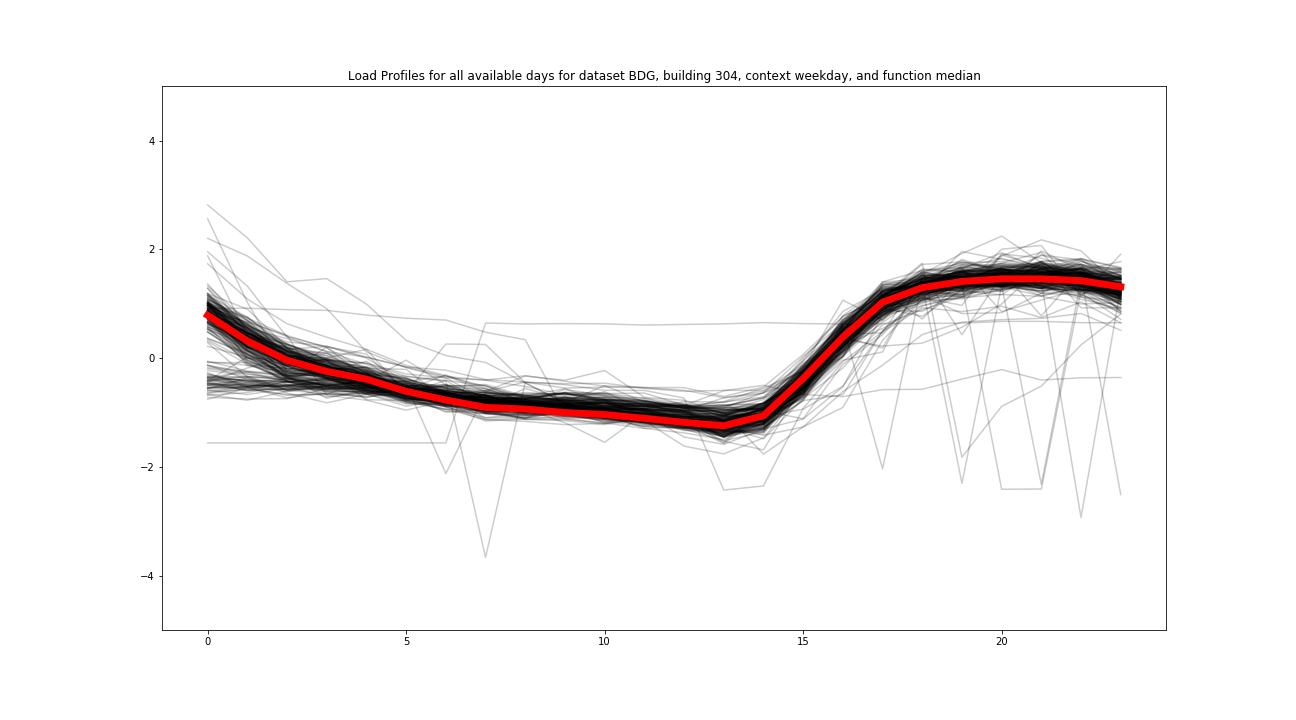 Load Profiles for all available days for dataset BDG, building 304, context weekday, and function median
4
2
0
−2
−4
0 5 10 15 20